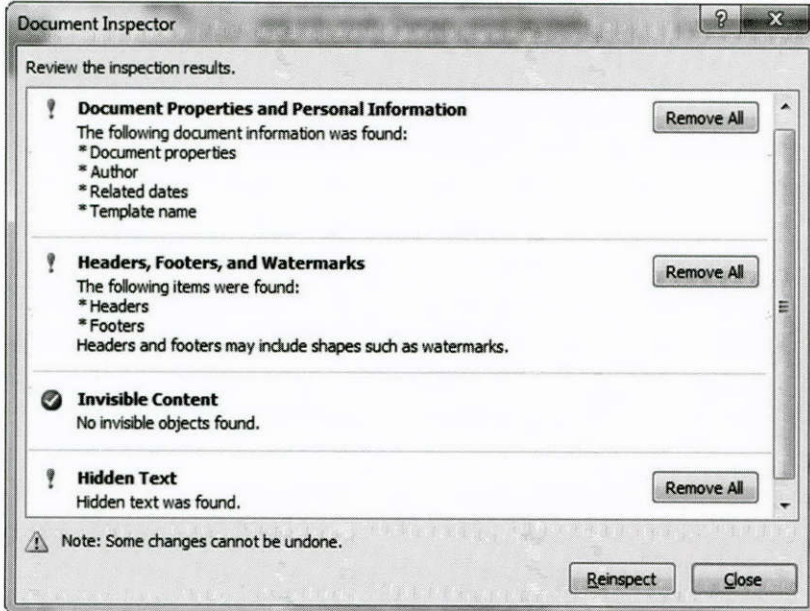 Document Inspector
Review the inspection results.
Document Properties and Personal Information
Remove All
The following document information was found:
* Document properties
* Author
* Related dates
* Template name
Headers, Footers, and Watermarks
Remove All
The following items were found:
* Headers
* Footers
Headers and footers may include shapes such as watermarks.
Invisible Content
No invisible objects found.
Hidden Text
Remove All
Hidden text was found.
Note: Some changes cannot be undone.
Reinspect
Close